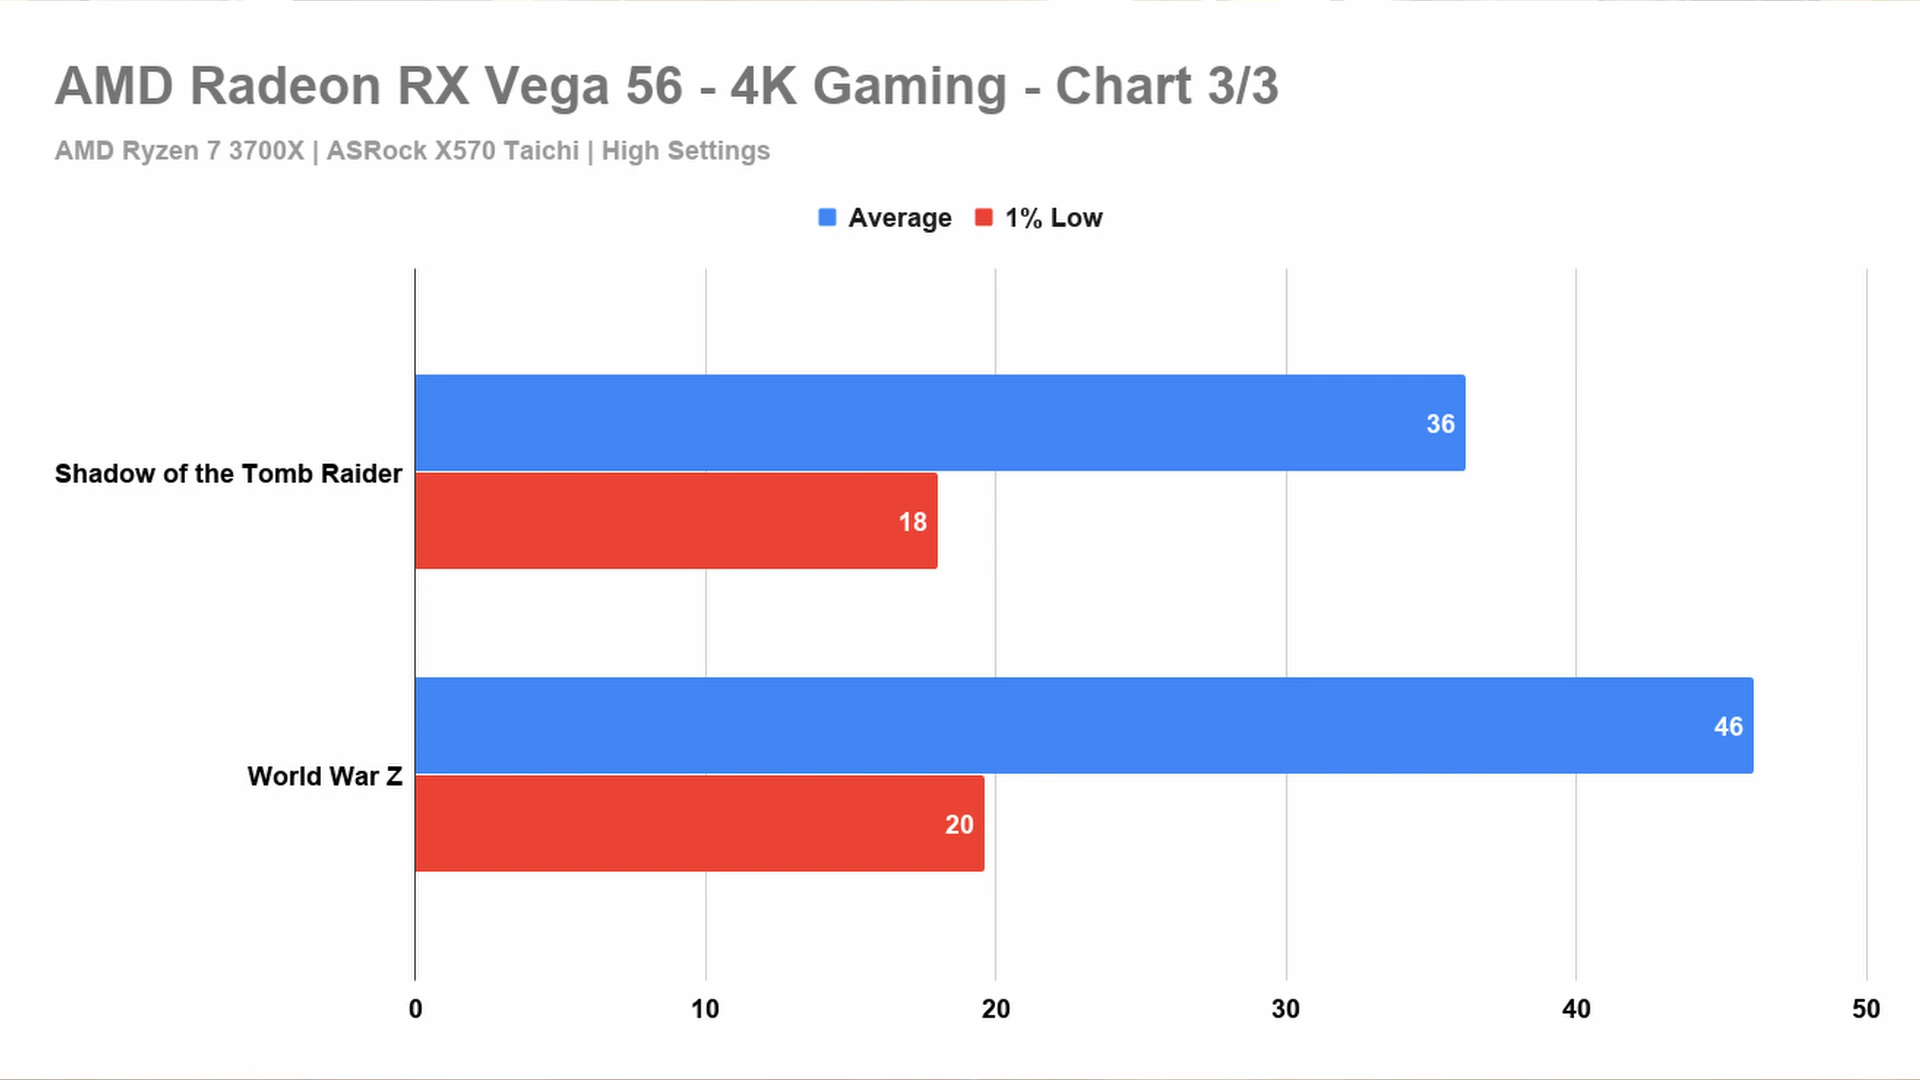 AMD Radeon RX Vega 56 - 4K Gaming - Chart 3/3
AMD Ryzen 7 3700X | ASRock X570 Taichi | High Settings
Average 1% Low
Shadow of the Tomb Raider
36
18
World War Z
46
20
0 10 20 30 40 50